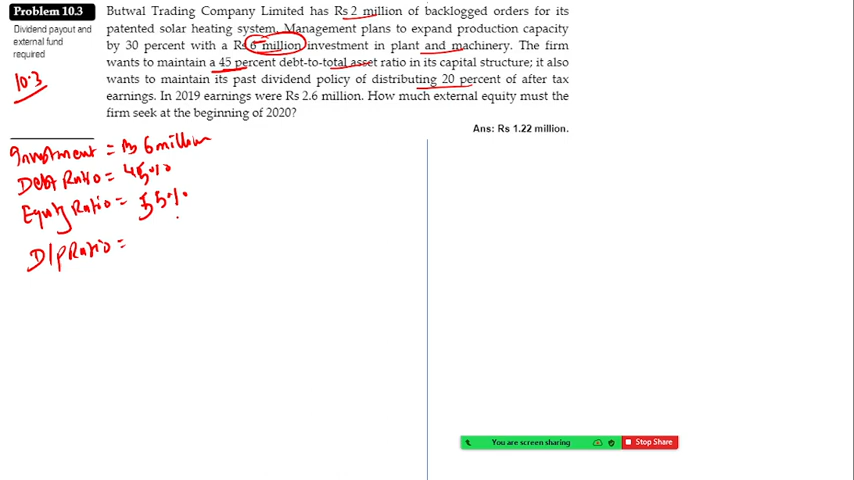 Problem 10.3
Dividend payout and
external fund
required
10.3
Butwal Trading Company Limited has Rs 2 million of backlogged orders for its
patented solar heating system. Management plans to expand production capacity
by 30 percent with a Rs 6 million investment in plant and machinery. The firm
wants to maintain a 45 percent debt-to-total asset ratio in its capital structure; it also
wants to maintain its past dividend policy of distributing 20 percent of after tax
earnings. In 2019 earnings were Rs 2.6 million. How much external equity must the
firm seek at the beginning of 2020?
Ans: Rs 1.22 million.
Investment = Rs 6 million
Debt Ratio = 45%
Equity Ratio = 55%
D/P Ratio =
You are screen sharing
Stop Share